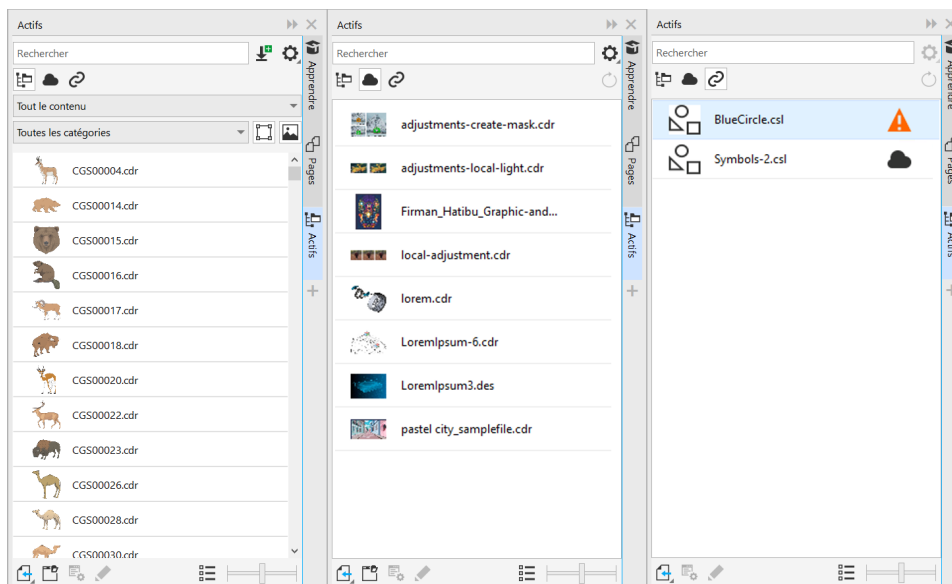 Actifs
Rechercher
Tout le contenu
Toutes les catégories
CGS00004.cdr
CGS00014.cdr
CGS00015.cdr
CGS00016.cdr
CGS00017.cdr
CGS00018.cdr
CGS00020.cdr
CGS00022.cdr
CGS00023.cdr
CGS00026.cdr
CGS00028.cdr
CGS00030.cdr
Apprendre
Pages
Actifs
Actifs
Rechercher
adjustments-create-mask.cdr
adjustments-local-light.cdr
Firman_Hatibu_Graphic-and...
local-adjustment.cdr
lorem.cdr
LoremIpsum-6.cdr
LoremIpsum3.des
pastel city_samplefile.cdr
Apprendre
Pages
Actifs
Actifs
Rechercher
BlueCircle.csl
Symbols-2.csl
Apprendre
Pages
Actifs